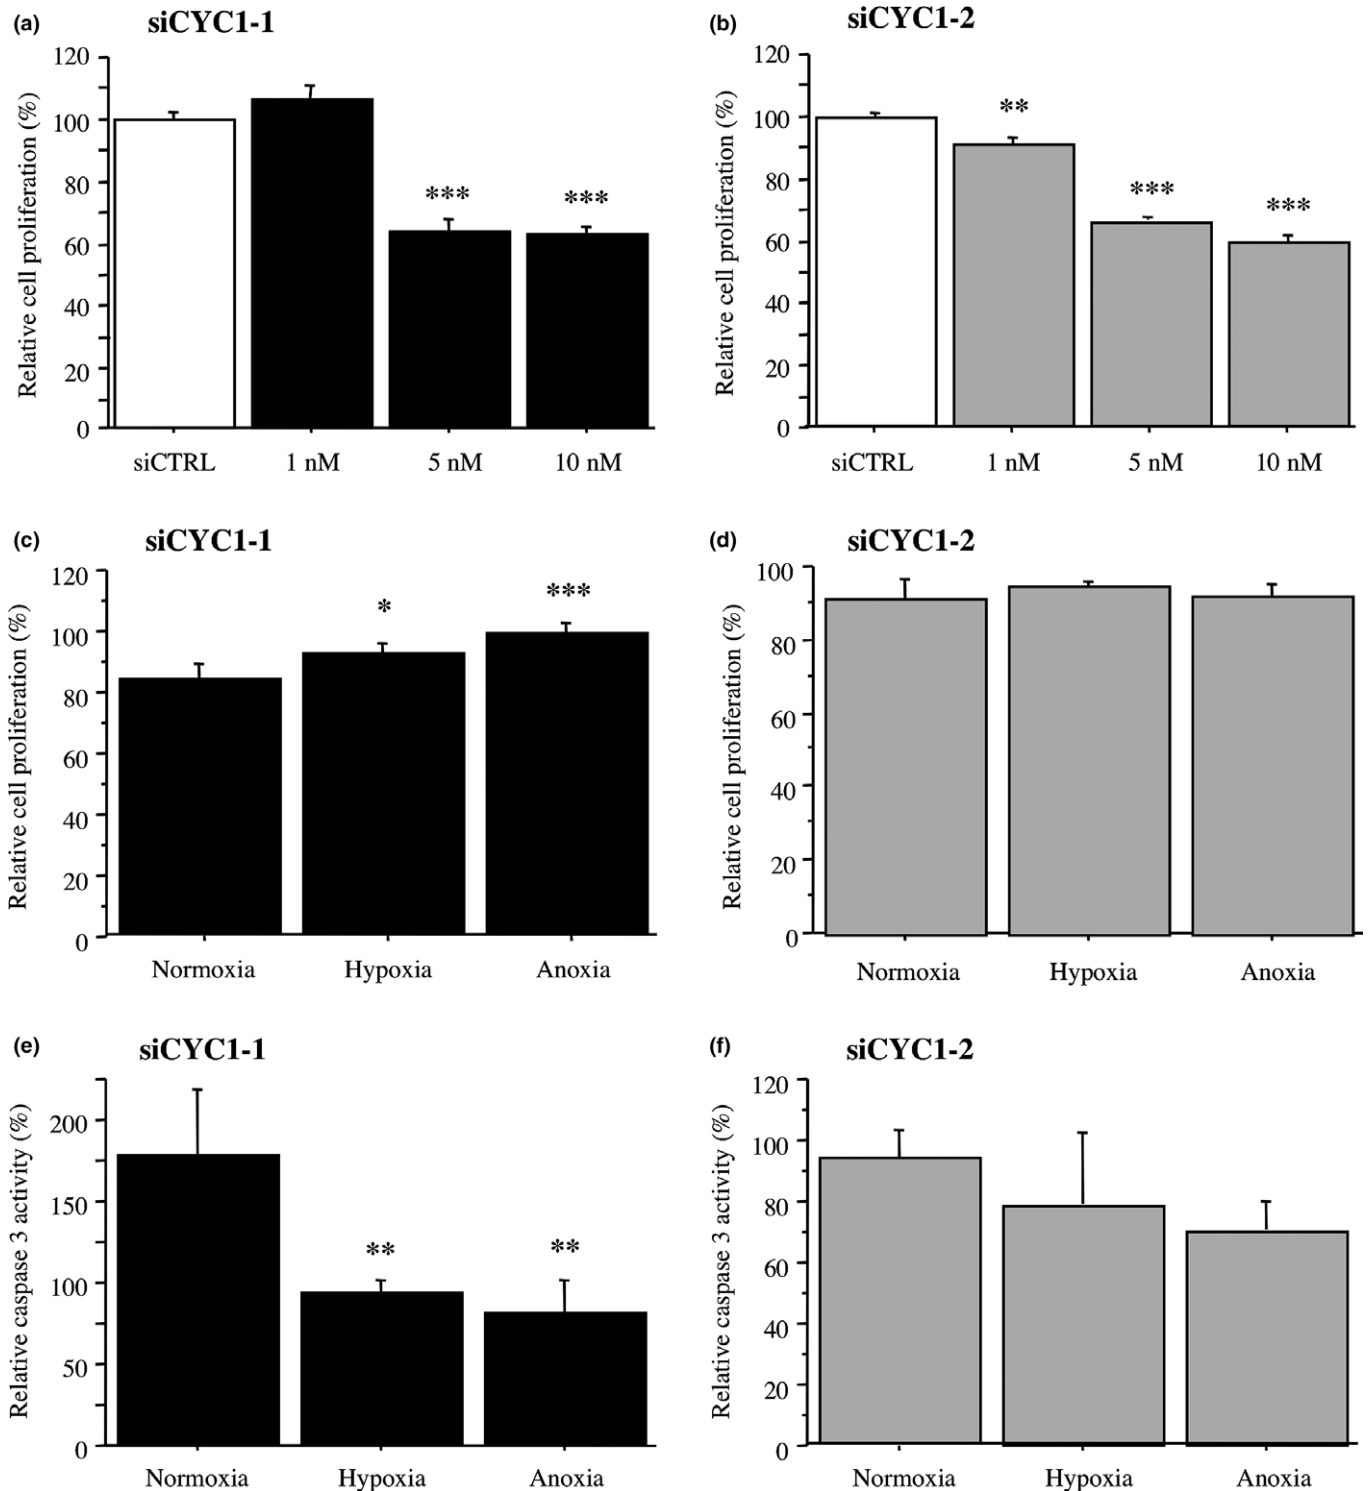 (a) siCYC1-1
Relative cell proliferation (%)
120
100
80
60
40
20
0
***
***
siCTRL 1 nM 5 nM 10 nM
(b) siCYC1-2
Relative cell proliferation (%)
120
100
80
60
40
20
0
**
***
***
siCTRL 1 nM 5 nM 10 nM
(c) siCYC1-1
Relative cell proliferation (%)
120
100
80
60
40
20
0
*
***
Normoxia Hypoxia Anoxia
(d) siCYC1-2
Relative cell proliferation (%)
100
80
60
40
20
0
Normoxia Hypoxia Anoxia
(e) siCYC1-1
Relative caspase 3 activity (%)
200
150
100
50
0
**
**
Normoxia Hypoxia Anoxia
(f) siCYC1-2
Relative caspase 3 activity (%)
120
100
80
60
40
20
0
Normoxia Hypoxia Anoxia